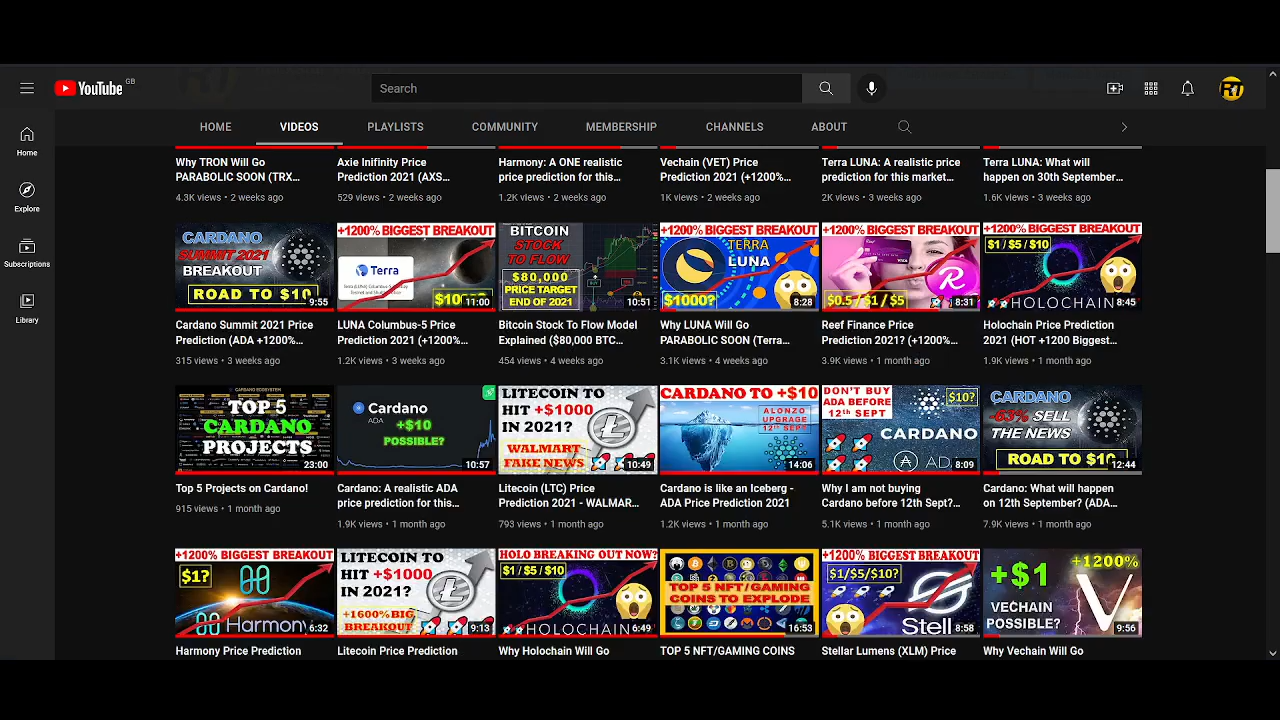 YouTube GB
Search
HOME VIDEOS PLAYLISTS COMMUNITY MEMBERSHIP CHANNELS ABOUT
Home
Explore
Subscriptions
Library
Why TRON Will Go
PARABOLIC SOON (TRX...
4.3K views • 2 weeks ago
Axie Inifinity Price
Prediction 2021 (AXS...
529 views • 2 weeks ago
Harmony: A ONE realistic
price prediction for this...
1.2K views • 2 weeks ago
Vechain (VET) Price
Prediction 2021 (+1200%...
1K views • 2 weeks ago
Terra LUNA: A realistic price
prediction for this market...
2K views • 3 weeks ago
Terra LUNA: What will
happen on 30th September...
1.6K views • 3 weeks ago
CARDANO
SUMMIT 2021
BREAKOUT
ROAD TO $10
9:55
Cardano Summit 2021 Price
Prediction (ADA +1200%...
315 views • 3 weeks ago
+1200% BIGGEST BREAKOUT
Terra
11:00
LUNA Columbus-5 Price
Prediction 2021 (+1200%...
1.2K views • 3 weeks ago
BITCOIN
STOCK
TO FLOW
$80,000
PRICE TARGET
END OF 2021
10:51
Bitcoin Stock To Flow Model
Explained ($80,000 BTC...
454 views • 4 weeks ago
+1200% BIGGEST BREAKOUT
TERRA
LUNA
$1000?
8:28
Why LUNA Will Go
PARABOLIC SOON (Terra...
3.1K views • 4 weeks ago
+1200% BIGGEST BREAKOUT
$0.5 / $1 / $5
8:31
Reef Finance Price
Prediction 2021? (+1200%...
3.9K views • 1 month ago
+1200% BIGGEST BREAKOUT
$1 / $5 / $10
HOLOCHAIN
8:45
Holochain Price Prediction
2021 (HOT +1200 Biggest...
1.9K views • 1 month ago
CARDANO ECOSYSTEM
TOP 5
CARDANO
PROJECTS
23:00
Top 5 Projects on Cardano!
915 views • 1 month ago
Cardano
ADA
+$10
POSSIBLE?
10:57
Cardano: A realistic ADA
price prediction for this...
1.9K views • 1 month ago
LITECOIN TO
HIT +$1000
IN 2021?
WALMART
FAKE NEWS
10:49
Litecoin (LTC) Price
Prediction 2021 - WALMAR...
793 views • 1 month ago
CARDANO TO +$10
ALONZO
UPGRADE
12TH SEPT
14:06
Cardano is like an Iceberg -
ADA Price Prediction 2021
1.2K views • 1 month ago
DON'T BUY
ADA BEFORE
12th SEPT
$10?
CARDANO
ADA
8:09
Why I am not buying
Cardano before 12th Sept?...
5.1K views • 1 month ago
CARDANO
-63% SELL
THE NEWS
ROAD TO $10
12:44
Cardano: What will happen
on 12th September? (ADA...
7.9K views • 1 month ago
+1200% BIGGEST BREAKOUT
$1?
Harmony
6:32
Harmony Price Prediction
LITECOIN TO
HIT +$1000
IN 2021?
+1600% BIG
BREAKOUT
9:13
Litecoin Price Prediction
HOLO BREAKING OUT NOW?
$1 / $5 / $10
HOLOCHAIN
6:49
Why Holochain Will Go
TOP 5 NFT/GAMING
COINS TO EXPLODE
16:53
TOP 5 NFT/GAMING COINS
+1200% BIGGEST BREAKOUT
$1/$5/$10?
Stell
8:58
Stellar Lumens (XLM) Price
+$1
+1200%
VECHAIN
POSSIBLE?
9:56
Why Vechain Will Go